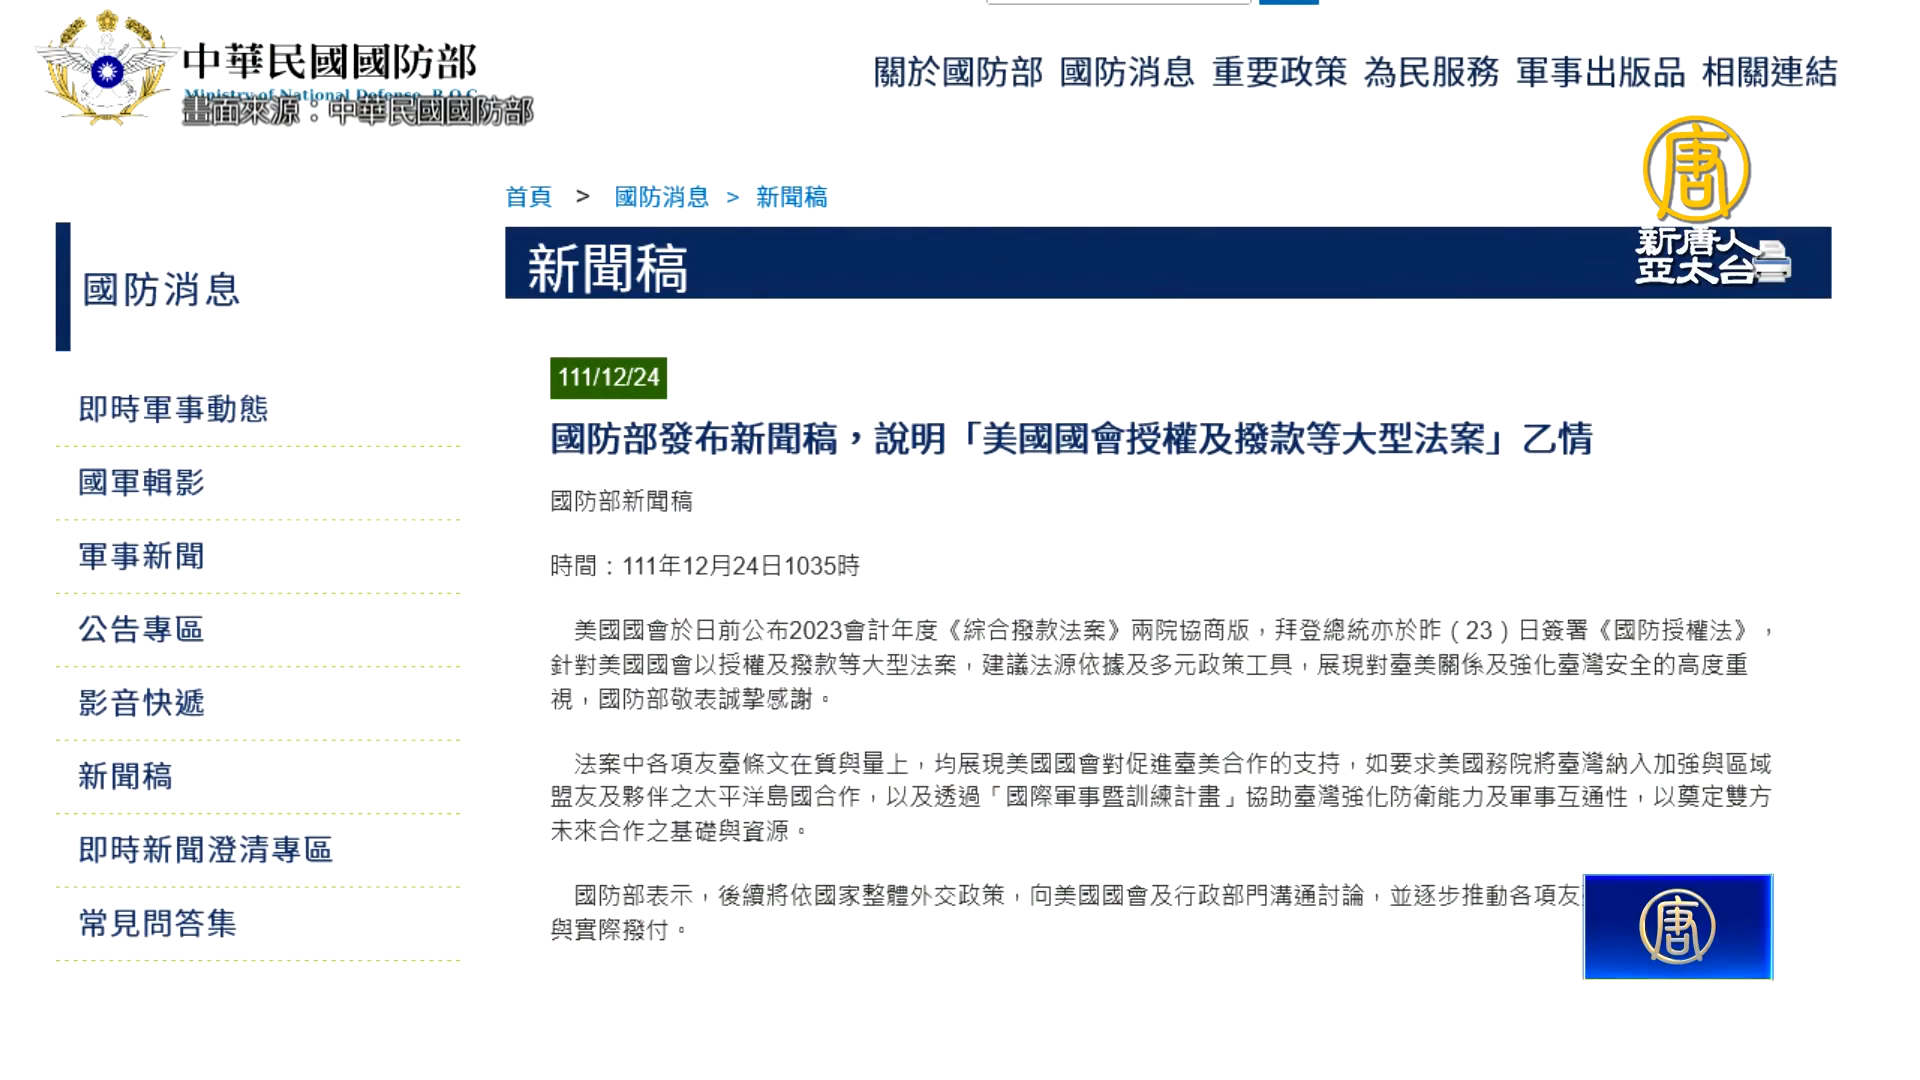 中華民國國防部
Ministry of National Defense, R.O.C.
畫面來源：中華民國國防部
關於國防部 國防消息 重要政策 為民服務 軍事出版品 相關連結
唐
新唐人
亞太台
首頁 > 國防消息 > 新聞稿
新聞稿
國防消息
即時軍事動態
國軍輯影
軍事新聞
公告專區
影音快遞
新聞稿
即時新聞澄清專區
常見問答集
111/12/24
國防部發布新聞稿，說明「美國國會授權及撥款等大型法案」乙情
國防部新聞稿
時間：111年12月24日1035時
美國國會於日前公布2023會計年度《綜合撥款法案》兩院協商版，拜登總統亦於昨（23）日簽署《國防授權法》，
針對美國國會以授權及撥款等大型法案，建議法源依據及多元政策工具，展現對臺美關係及強化臺灣安全的高度重
視，國防部敬表誠摯感謝。
法案中各項友臺條文在質與量上，均展現美國國會對促進臺美合作的支持，如要求美國務院將臺灣納入加強與區域
盟友及夥伴之太平洋島國合作，以及透過「國際軍事暨訓練計畫」協助臺灣強化防衛能力及軍事互通性，以奠定雙方
未來合作之基礎與資源。
國防部表示，後續將依國家整體外交政策，向美國國會及行政部門溝通討論，並逐步推動各項友
與實際撥付。
唐